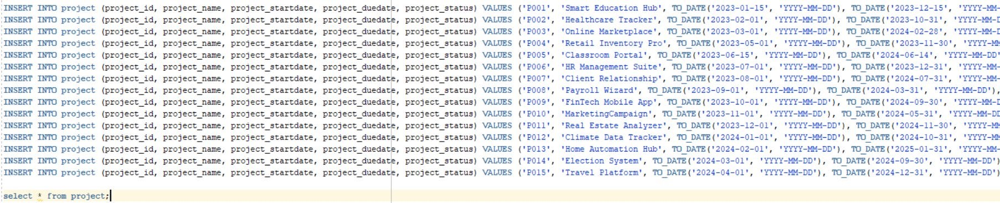 INSERT INTO project (project_id, project_name, project_startdate, project_duedate, project_status) VALUES ('P001', 'Smart Education Hub', TO_DATE('2023-01-15', 'YYYY-MM-DD'), TO_DATE('2023-12-15', 'YYYY-MM-
INSERT INTO project (project_id, project_name, project_startdate, project_duedate, project_status) VALUES ('P002', 'Healthcare Tracker', TO_DATE('2023-02-01', 'YYYY-MM-DD'), TO_DATE('2023-10-31', 'YYYY-MM-D
INSERT INTO project (project_id, project_name, project_startdate, project_duedate, project_status) VALUES ('P003', 'Online Marketplace', TO_DATE('2023-03-01', 'YYYY-MM-DD'), TO_DATE('2024-02-28', 'YYYY-MM-D
INSERT INTO project (project_id, project_name, project_startdate, project_duedate, project_status) VALUES ('P004', 'Retail Inventory Pro', TO_DATE('2023-05-01', 'YYYY-MM-DD'), TO_DATE('2023-11-30', 'YYYY-MM
INSERT INTO project (project_id, project_name, project_startdate, project_duedate, project_status) VALUES ('P005', 'Classroom Portal', TO_DATE('2023-06-15', 'YYYY-MM-DD'), TO_DATE('2024-06-14', 'YYYY-MM-DD'
INSERT INTO project (project_id, project_name, project_startdate, project_duedate, project_status) VALUES ('P006', 'HR Management Suite', TO_DATE('2023-07-01', 'YYYY-MM-DD'), TO_DATE('2023-12-31', 'YYYY-MM-
INSERT INTO project (project_id, project_name, project_startdate, project_duedate, project_status) VALUES ('P007', 'Client Relationship', TO_DATE('2023-08-01', 'YYYY-MM-DD'), TO_DATE('2024-07-31', 'YYYY-MM-
INSERT INTO project (project_id, project_name, project_startdate, project_duedate, project_status) VALUES ('P008', 'Payroll Wizard', TO_DATE('2023-09-01', 'YYYY-MM-DD'), TO_DATE('2024-03-31', 'YYYY-MM-DD'),
INSERT INTO project (project_id, project_name, project_startdate, project_duedate, project_status) VALUES ('P009', 'FinTech Mobile App', TO_DATE('2023-10-01', 'YYYY-MM-DD'), TO_DATE('2024-09-30', 'YYYY-MM-D
INSERT INTO project (project_id, project_name, project_startdate, project_duedate, project_status) VALUES ('P010', 'MarketingCampaign', TO_DATE('2023-11-01', 'YYYY-MM-DD'), TO_DATE('2024-05-31', 'YYYY-MM-DD
INSERT INTO project (project_id, project_name, project_startdate, project_duedate, project_status) VALUES ('P011', 'Real Estate Analyzer', TO_DATE('2023-12-01', 'YYYY-MM-DD'), TO_DATE('2024-11-30', 'YYYY-MM
INSERT INTO project (project_id, project_name, project_startdate, project_duedate, project_status) VALUES ('P012', 'Climate Data Tracker', TO_DATE('2024-01-01', 'YYYY-MM-DD'), TO_DATE('2024-10-31', 'YYYY-MM
INSERT INTO project (project_id, project_name, project_startdate, project_duedate, project_status) VALUES ('P013', 'Home Automation Hub', TO_DATE('2024-02-01', 'YYYY-MM-DD'), TO_DATE('2025-01-31', 'YYYY-MM-
INSERT INTO project (project_id, project_name, project_startdate, project_duedate, project_status) VALUES ('P014', 'Election System', TO_DATE('2024-03-01', 'YYYY-MM-DD'), TO_DATE('2024-09-30', 'YYYY-MM-DD')
INSERT INTO project (project_id, project_name, project_startdate, project_duedate, project_status) VALUES ('P015', 'Travel Platform', TO_DATE('2024-04-01', 'YYYY-MM-DD'), TO_DATE('2024-12-31', 'YYYY-MM-DD')
select * from project;